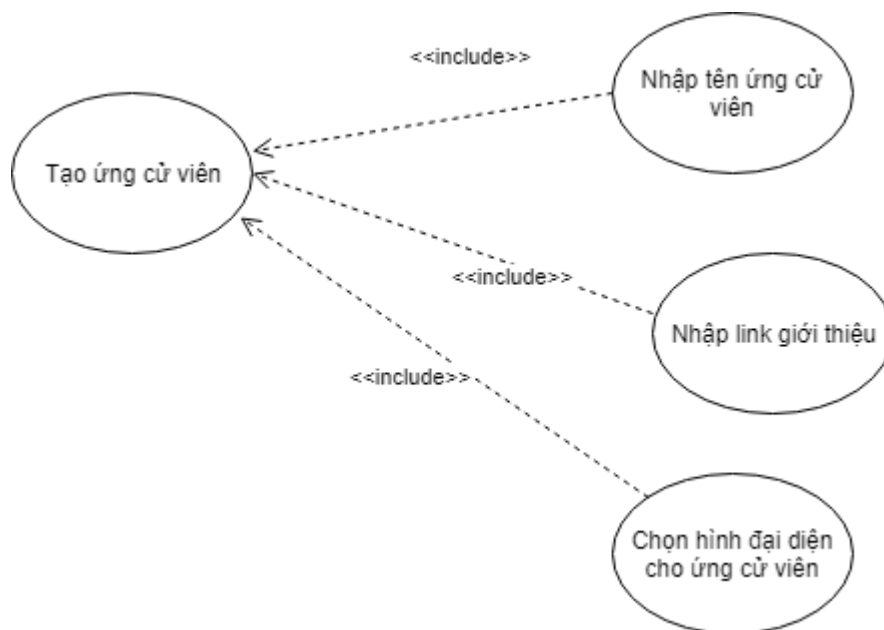 <<include>>
Nhập tên ứng cử
viên
Tạo ứng cử viên
<<include>>
Nhập link giới thiệu
<<include>>
Chọn hình đại diện
cho ứng cử viên